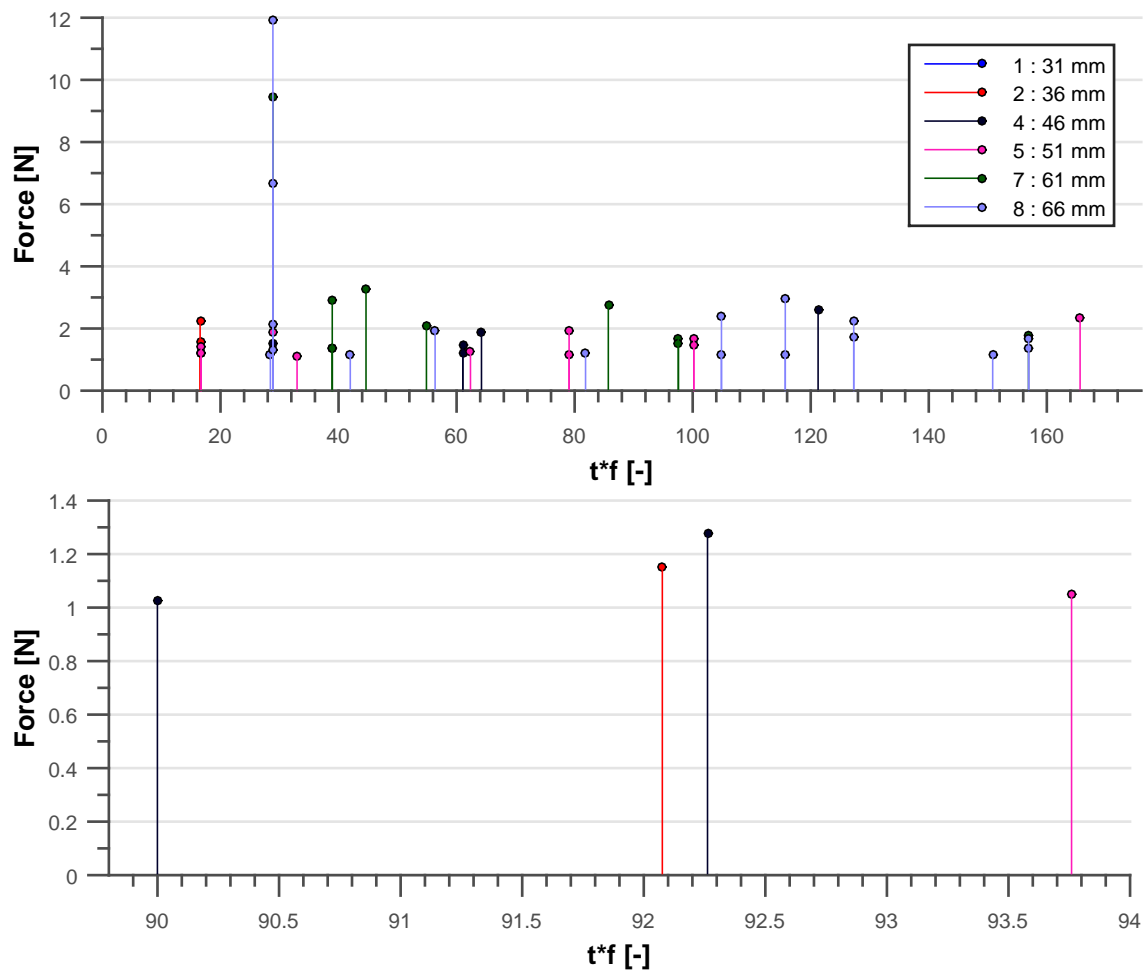 12
10
8
6
4
2
0
Force [N]
1 : 31 mm
2 : 36 mm
4 : 46 mm
5 : 51 mm
7 : 61 mm
8 : 66 mm
0 20 40 60 80 100 120 140 160
t*f [-]
1.4
1.2
1
0.8
0.6
0.4
0.2
0
Force [N]
90 90.5 91 91.5 92 92.5 93 93.5 94
t*f [-]